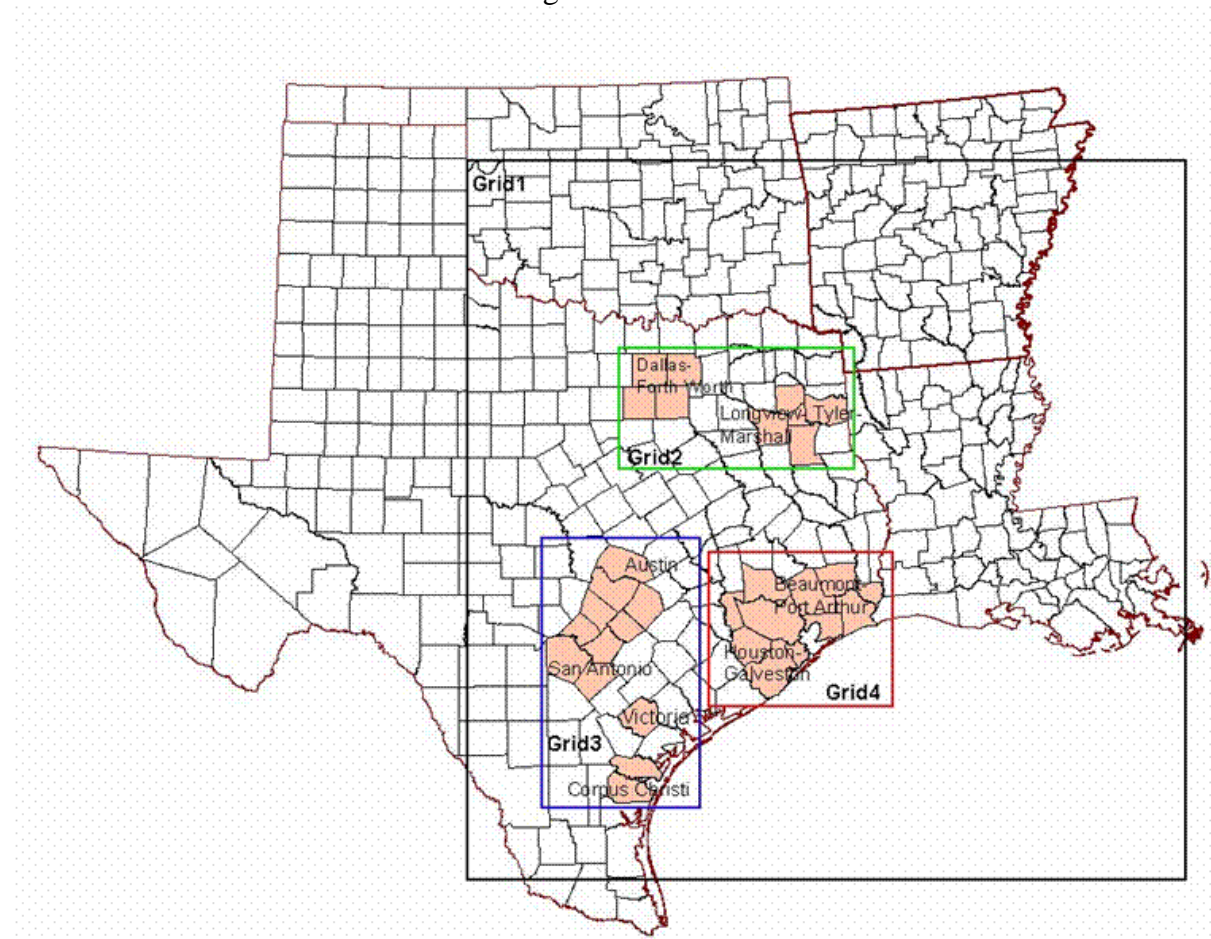 Grid1
Dallas-
Forth Worth
Longview- Tyler-
Marshall
Grid2
Austin
Beaumont-
Port Arthur
Houston-
Galveston
San Antonio
Grid4
Victoria
Grid3
Corpus Christi